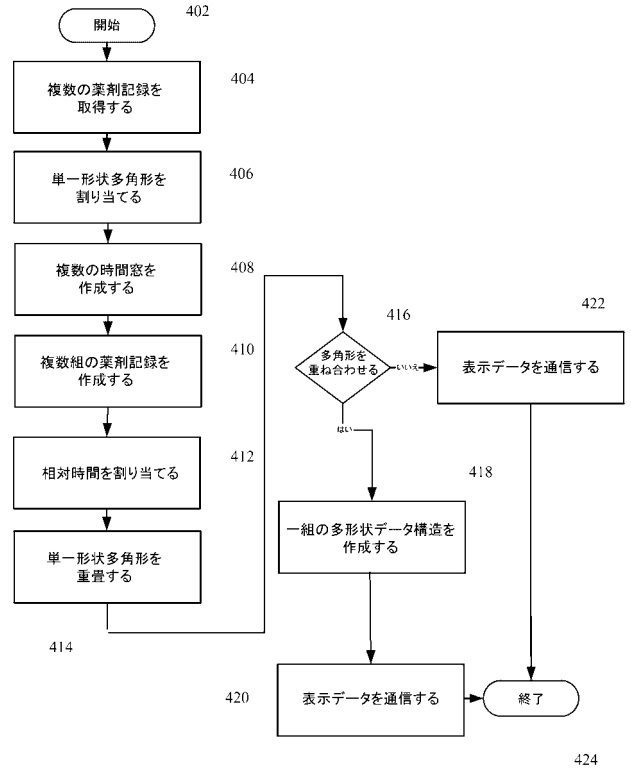 402
開始
404
複数の薬剤記録を
取得する
406
単一形状多角形を
割り当てる
408
複数の時間窓を
作成する
410
複数組の薬剤記録を
作成する
412
相対時間を割り当てる
単一形状多角形を
重畳する
414
416
多角形を
重ね合わせる
いいえ
はい
422
表示データを通信する
418
一組の多形状データ構造を
作成する
420
表示データを通信する
終了
424